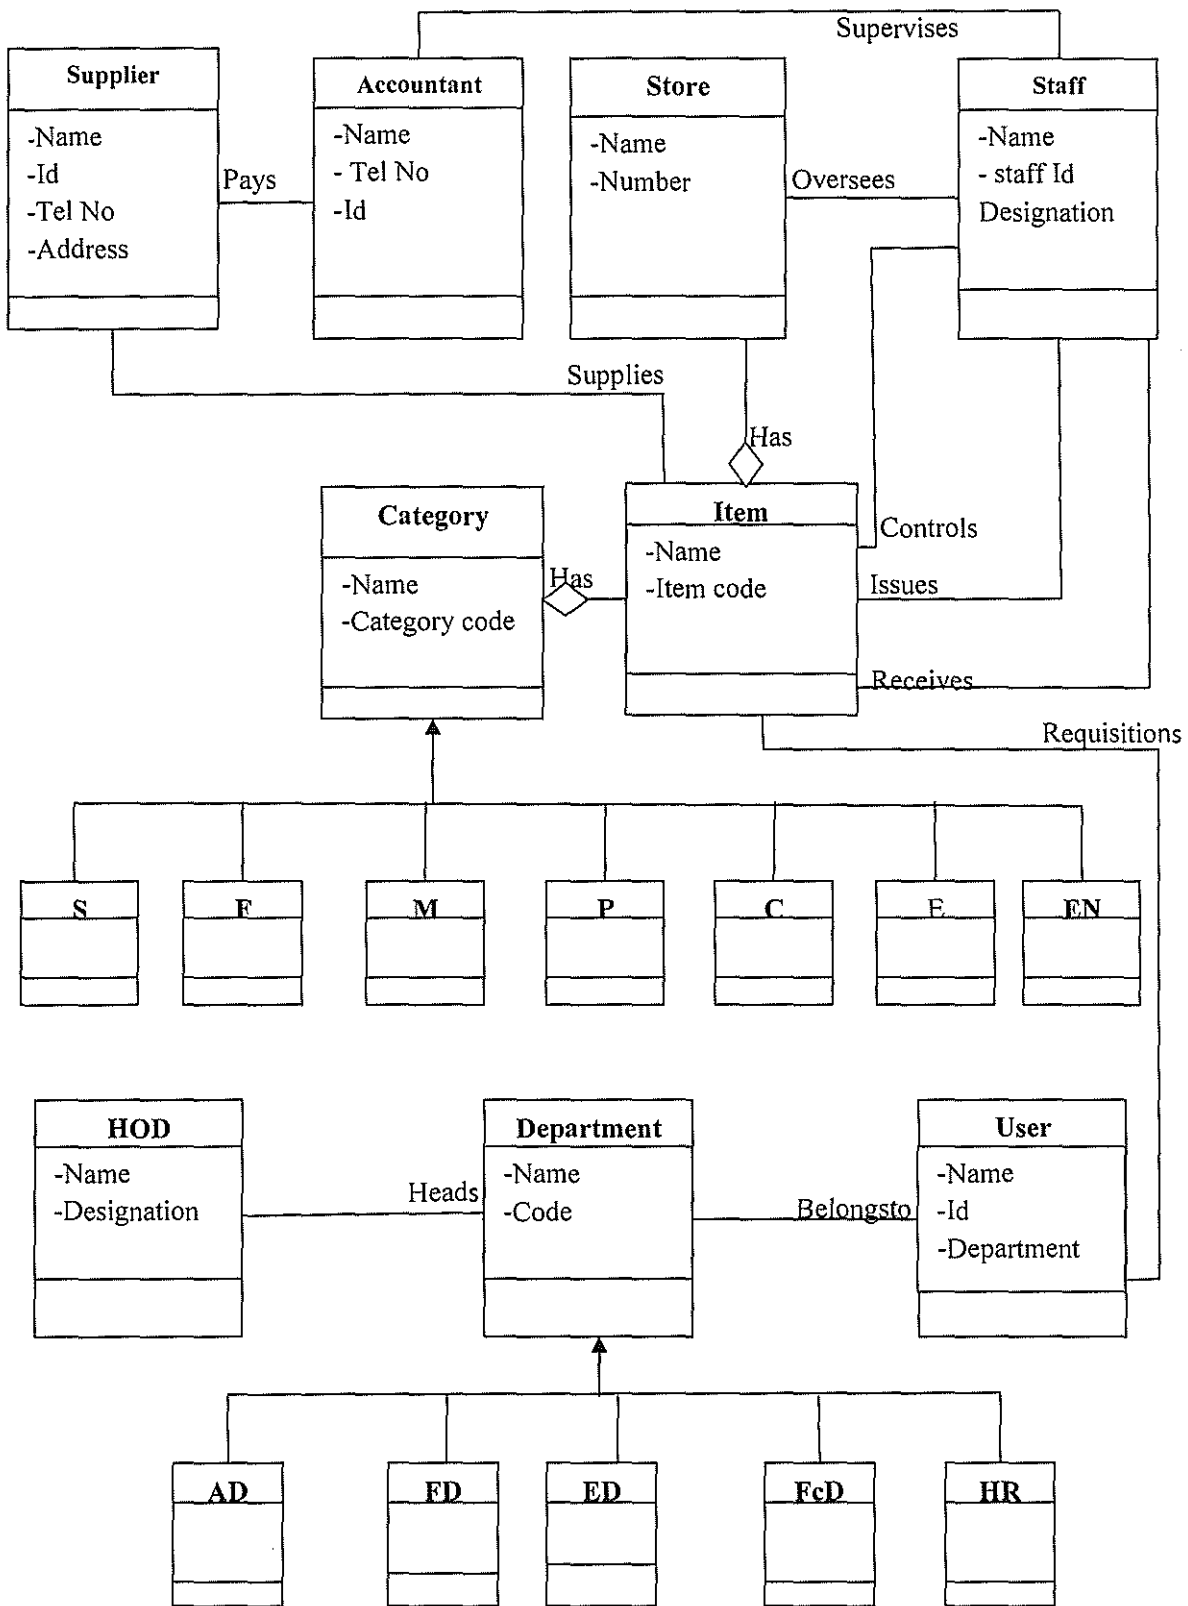 Supervises
Supplier
-Name
-Id
-Tel No
-Address
Pays
Accountant
-Name
- Tel No
-Id
Store
-Name
-Number
Oversees
Staff
-Name
- staff Id
Designation
Supplies
Has
Category
-Name
-Category code
Has
Item
-Name
-Item code
Controls
Issues
Receives
Requisitions
S
F
M
P
C
E
EN
HOD
-Name
-Designation
Heads
Department
-Name
-Code
Belongsto
User
-Name
-Id
-Department
AD
FD
ED
FcD
HR